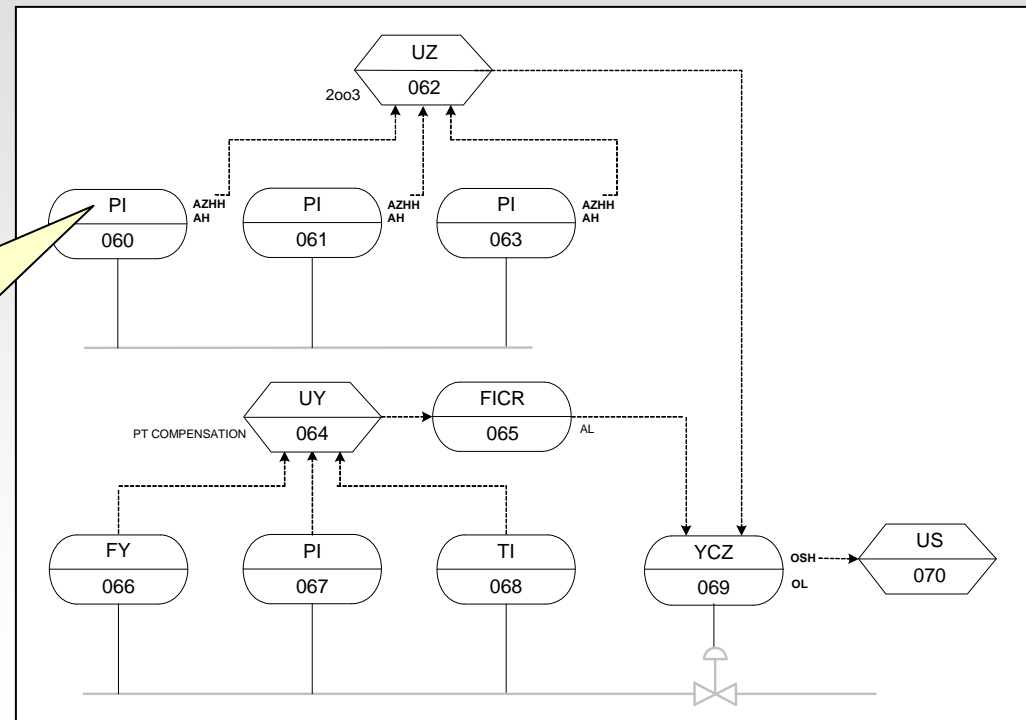 UZ
062
2oo3
PI
060
AZHH
AH
PI
061
AZHH
AH
PI
063
AZHH
AH
UY
064
PT COMPENSATION
FICR
065
AL
FY
066
PI
067
TI
068
YCZ
069
OSH
OL
US
070